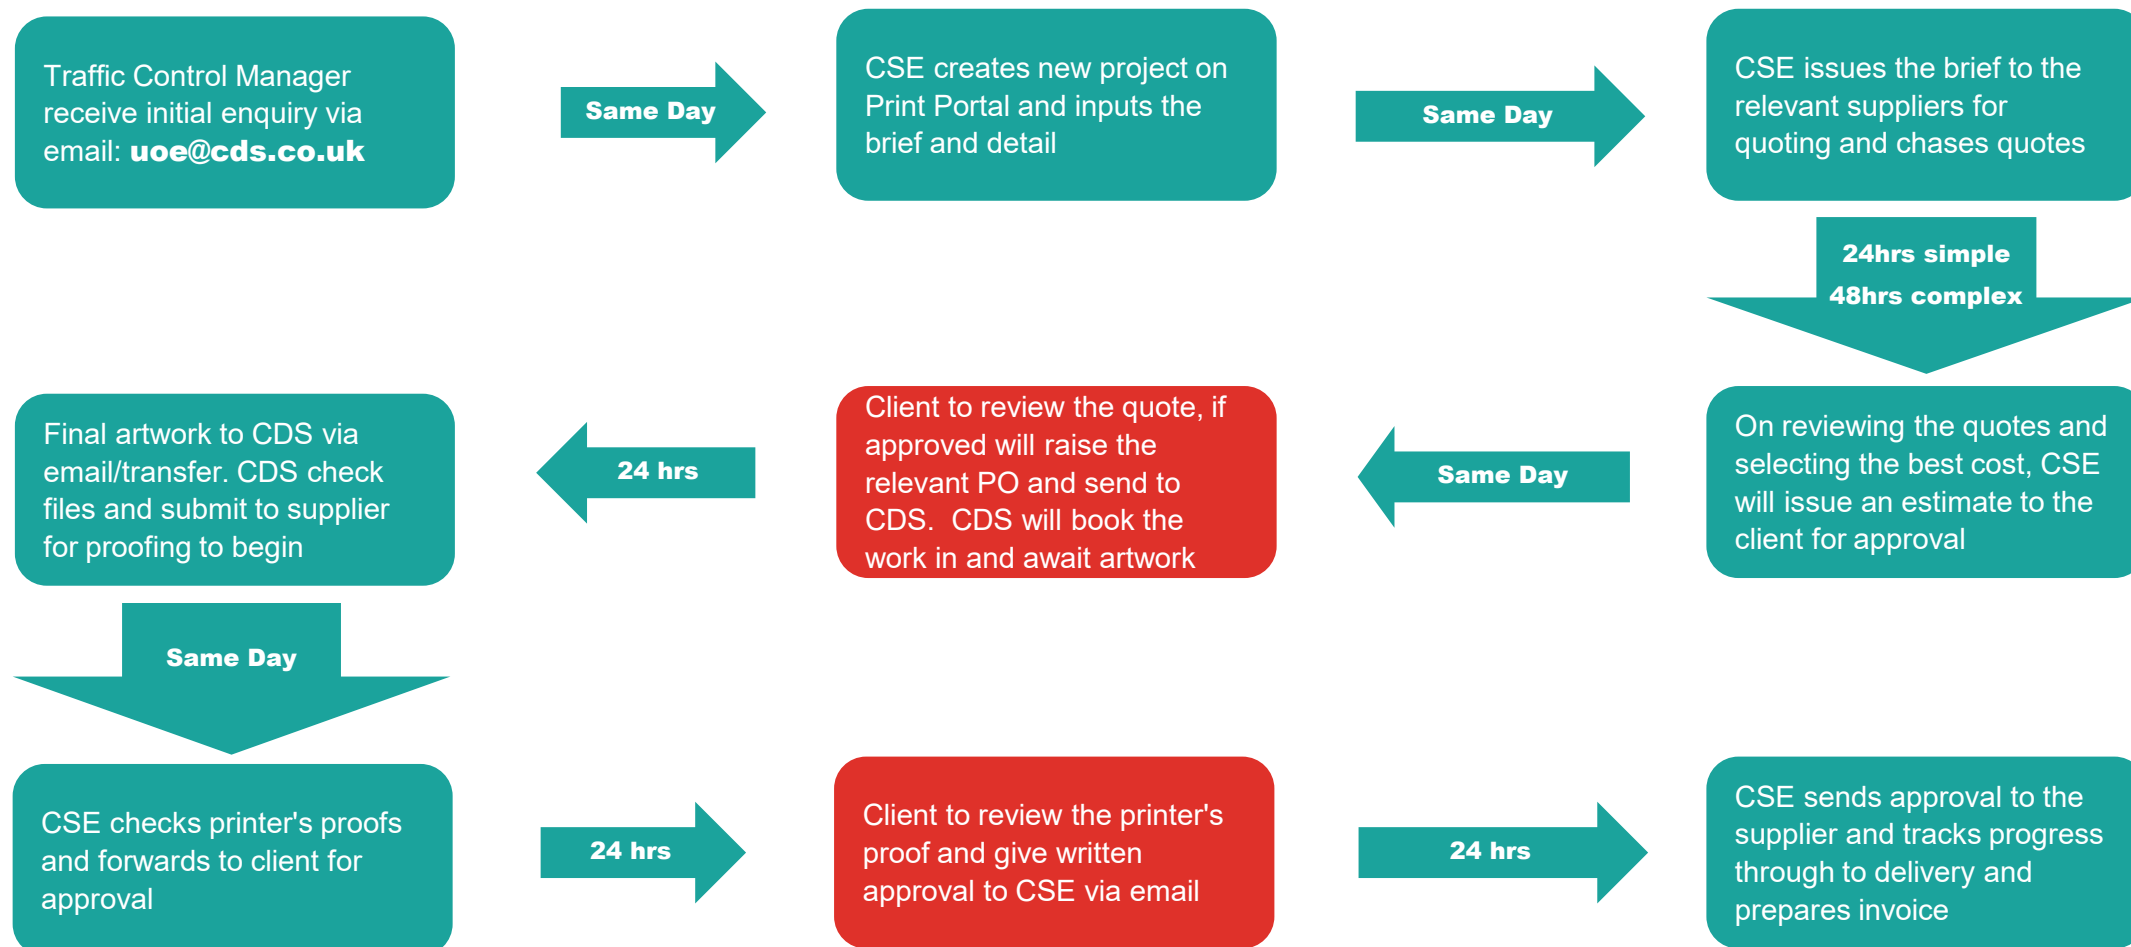 Traffic Control Manager
receive initial enquiry via
email: uoe@cds.co.uk
Same Day
CSE creates new project on
Print Portal and inputs the
brief and detail
Same Day
CSE issues the brief to the
relevant suppliers for
quoting and chases quotes
24hrs simple
48hrs complex
On reviewing the quotes and
selecting the best cost, CSE
will issue an estimate to the
client for approval
Same Day
Client to review the quote, if
approved will raise the
relevant PO and send to
CDS.  CDS will book the
work in and await artwork
24 hrs
Final artwork to CDS via
email/transfer. CDS check
files and submit to supplier
for proofing to begin
Same Day
CSE checks printer's proofs
and forwards to client for
approval
24 hrs
Client to review the printer's
proof and give written
approval to CSE via email
24 hrs
CSE sends approval to the
supplier and tracks progress
through to delivery and
prepares invoice